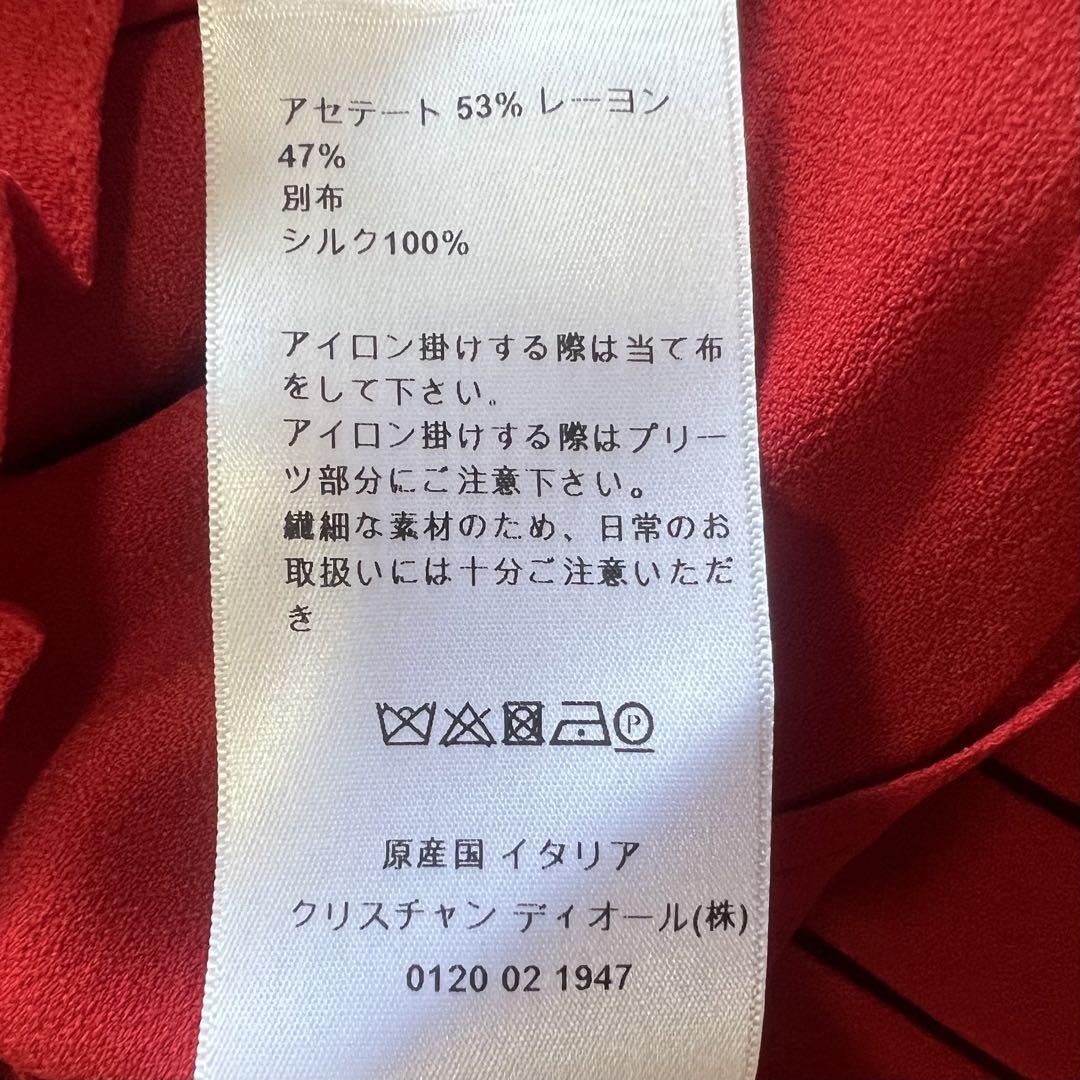 アセテート 53% レーヨン
47%
別布
シルク100%
アイロン掛けする際は当て布
をして下さい。
アイロン掛けする際はプリー
ツ部分にご注意下さい。
繊細な素材のため、日常のお
取扱いには十分ご注意いただ
き
P
原産国 イタリア
クリスチャン ディオール(株)
0120 02 1947